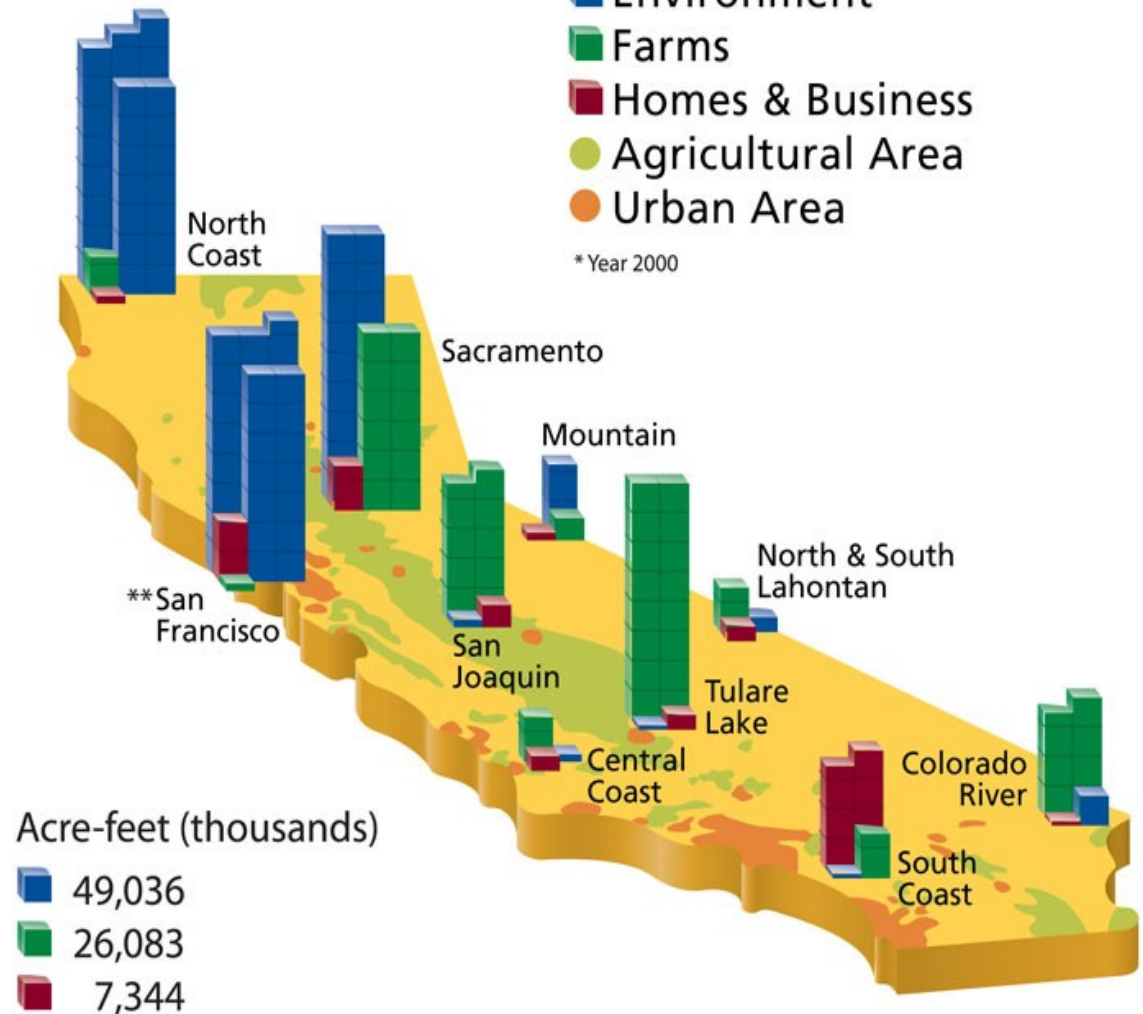 Environment
Farms
Homes & Business
Agricultural Area
Urban Area
* Year 2000
North
Coast
Sacramento
Mountain
North & South
Lahontan
**San
Francisco
San
Joaquin
Tulare
Lake
Central
Coast
Colorado
River
South
Coast
Acre-feet (thousands)
49,036
26,083
7,344